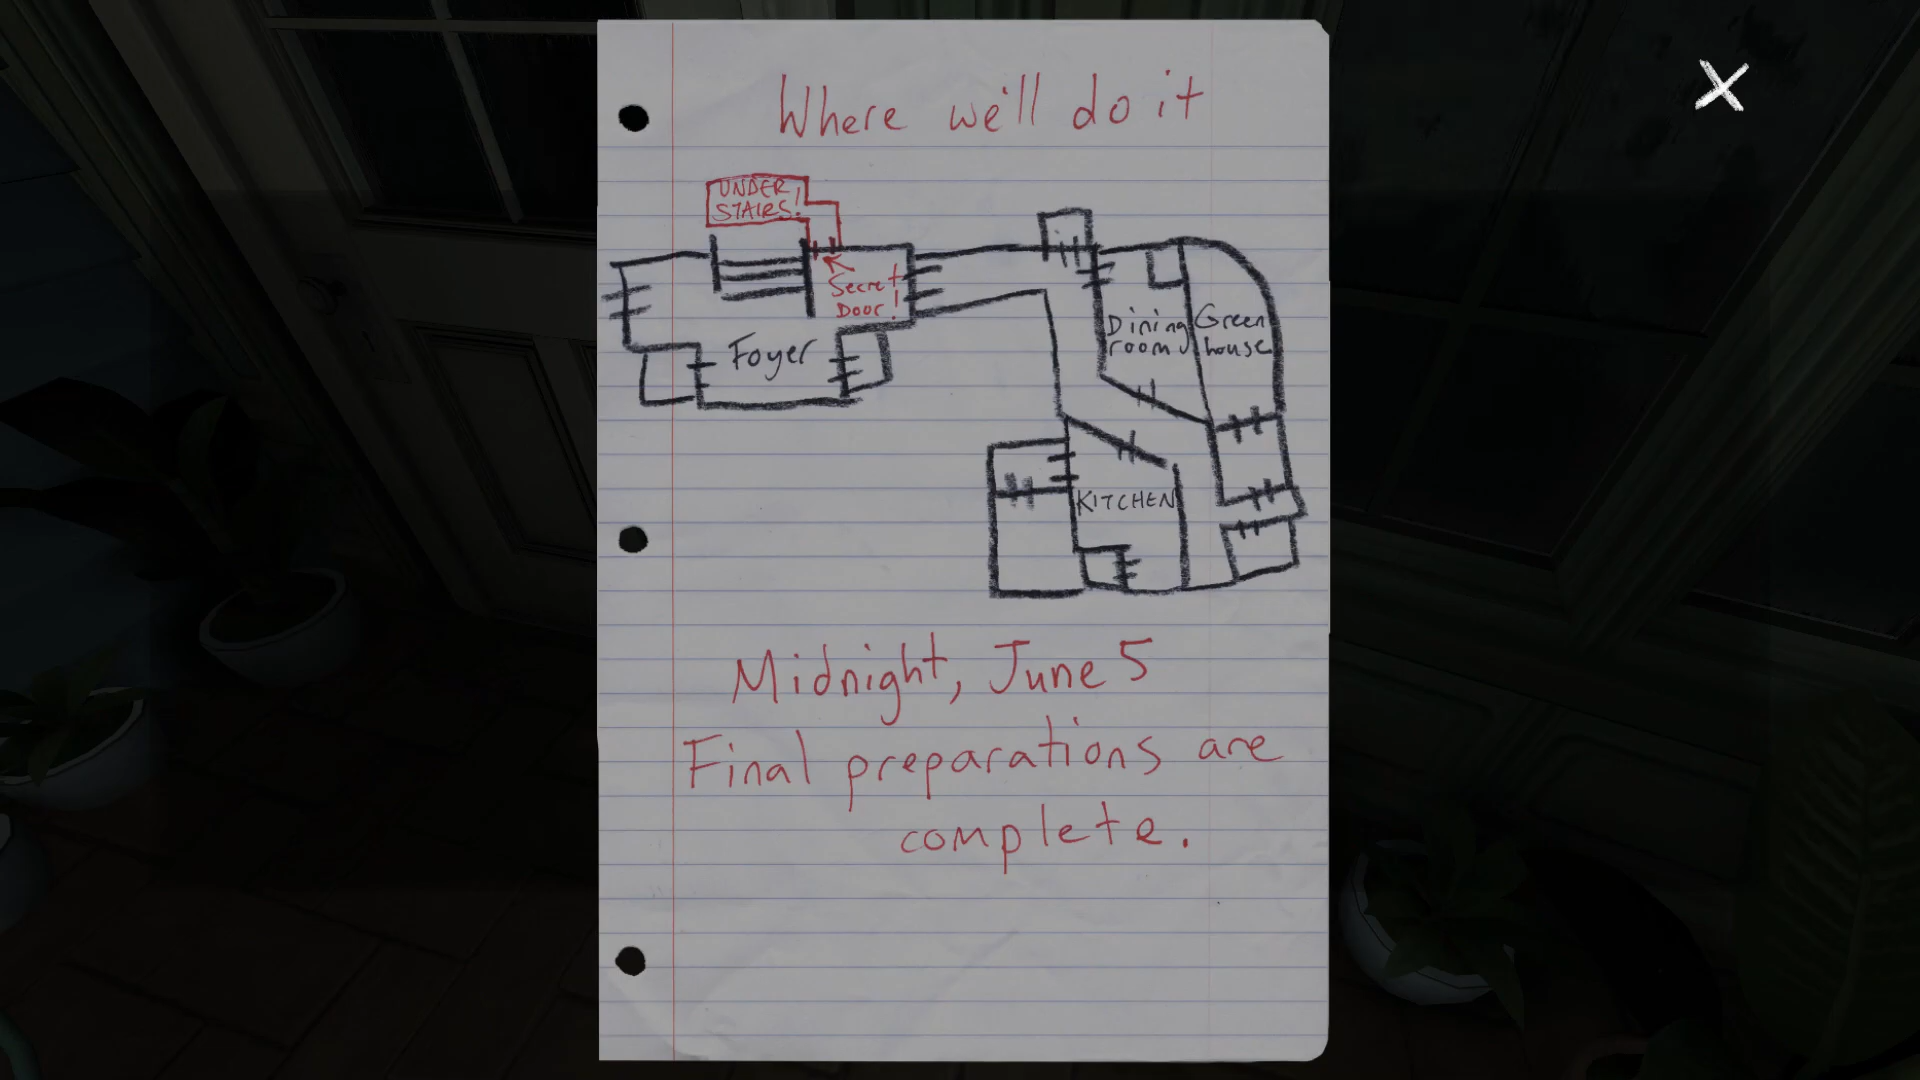 Where we'll do it
UNDER
STAIRS!
Secret
Door!
Foyer
Dining
room
Green
house
KITCHEN
Midnight, June 5
Final preparations are
complete.